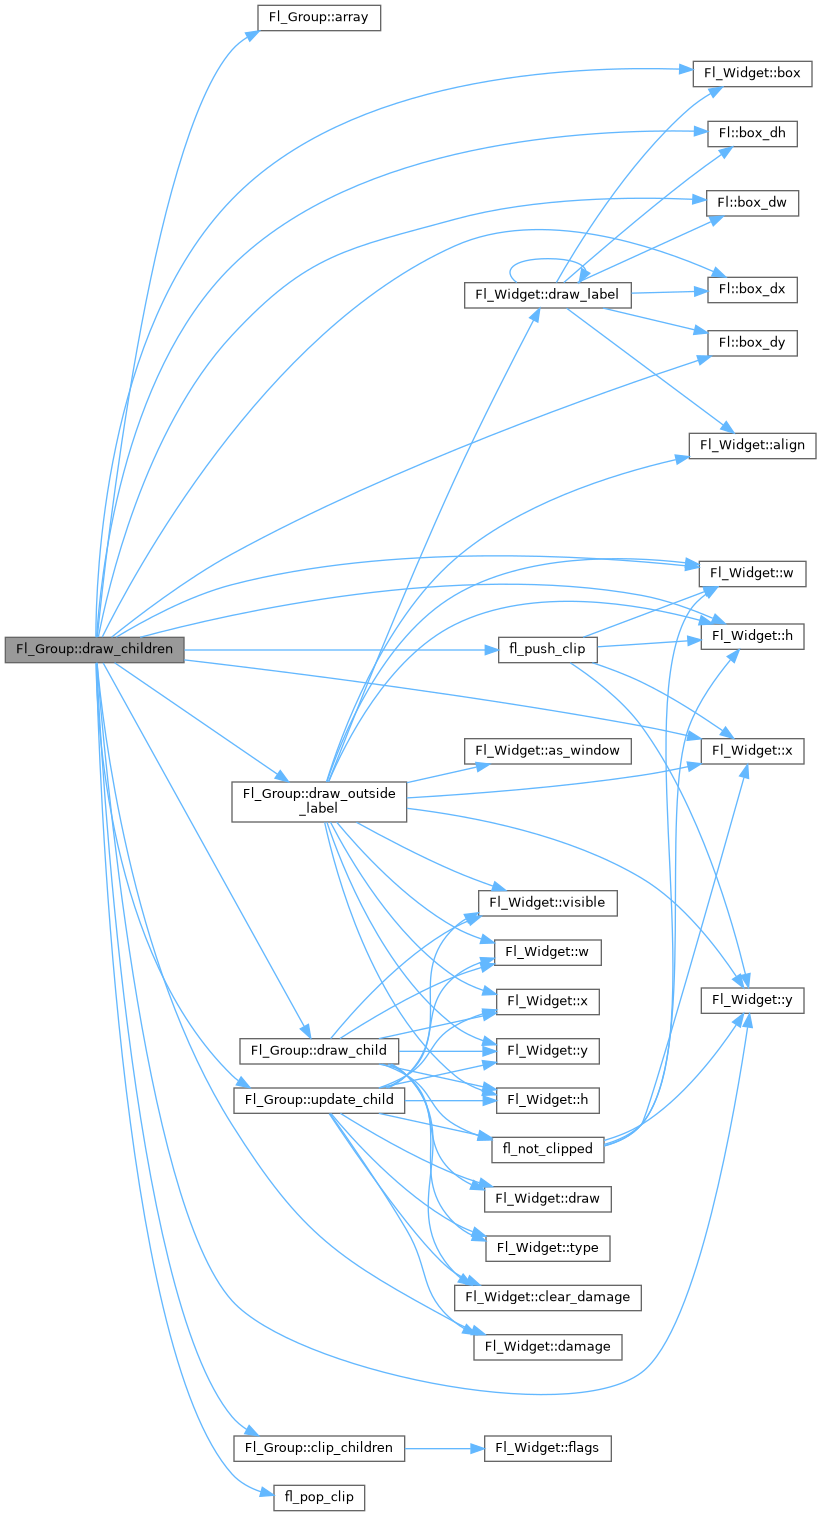 Fl_Group::array
Fl_Widget::box
Fl::box_dh
Fl::box_dw
Fl::box_dx
Fl_Widget::draw_label
Fl::box_dy
Fl_Widget::align
Fl_Widget::w
Fl_Widget::h
Fl_Group::draw_children
fl_push_clip
Fl_Widget::as_window
Fl_Widget::x
Fl_Group::draw_outside
_label
Fl_Widget::visible
Fl_Widget::w
Fl_Widget::x
Fl_Widget::y
Fl_Group::draw_child
Fl_Widget::y
Fl_Group::update_child
Fl_Widget::h
fl_not_clipped
Fl_Widget::draw
Fl_Widget::type
Fl_Widget::clear_damage
Fl_Widget::damage
Fl_Group::clip_children
Fl_Widget::flags
fl_pop_clip